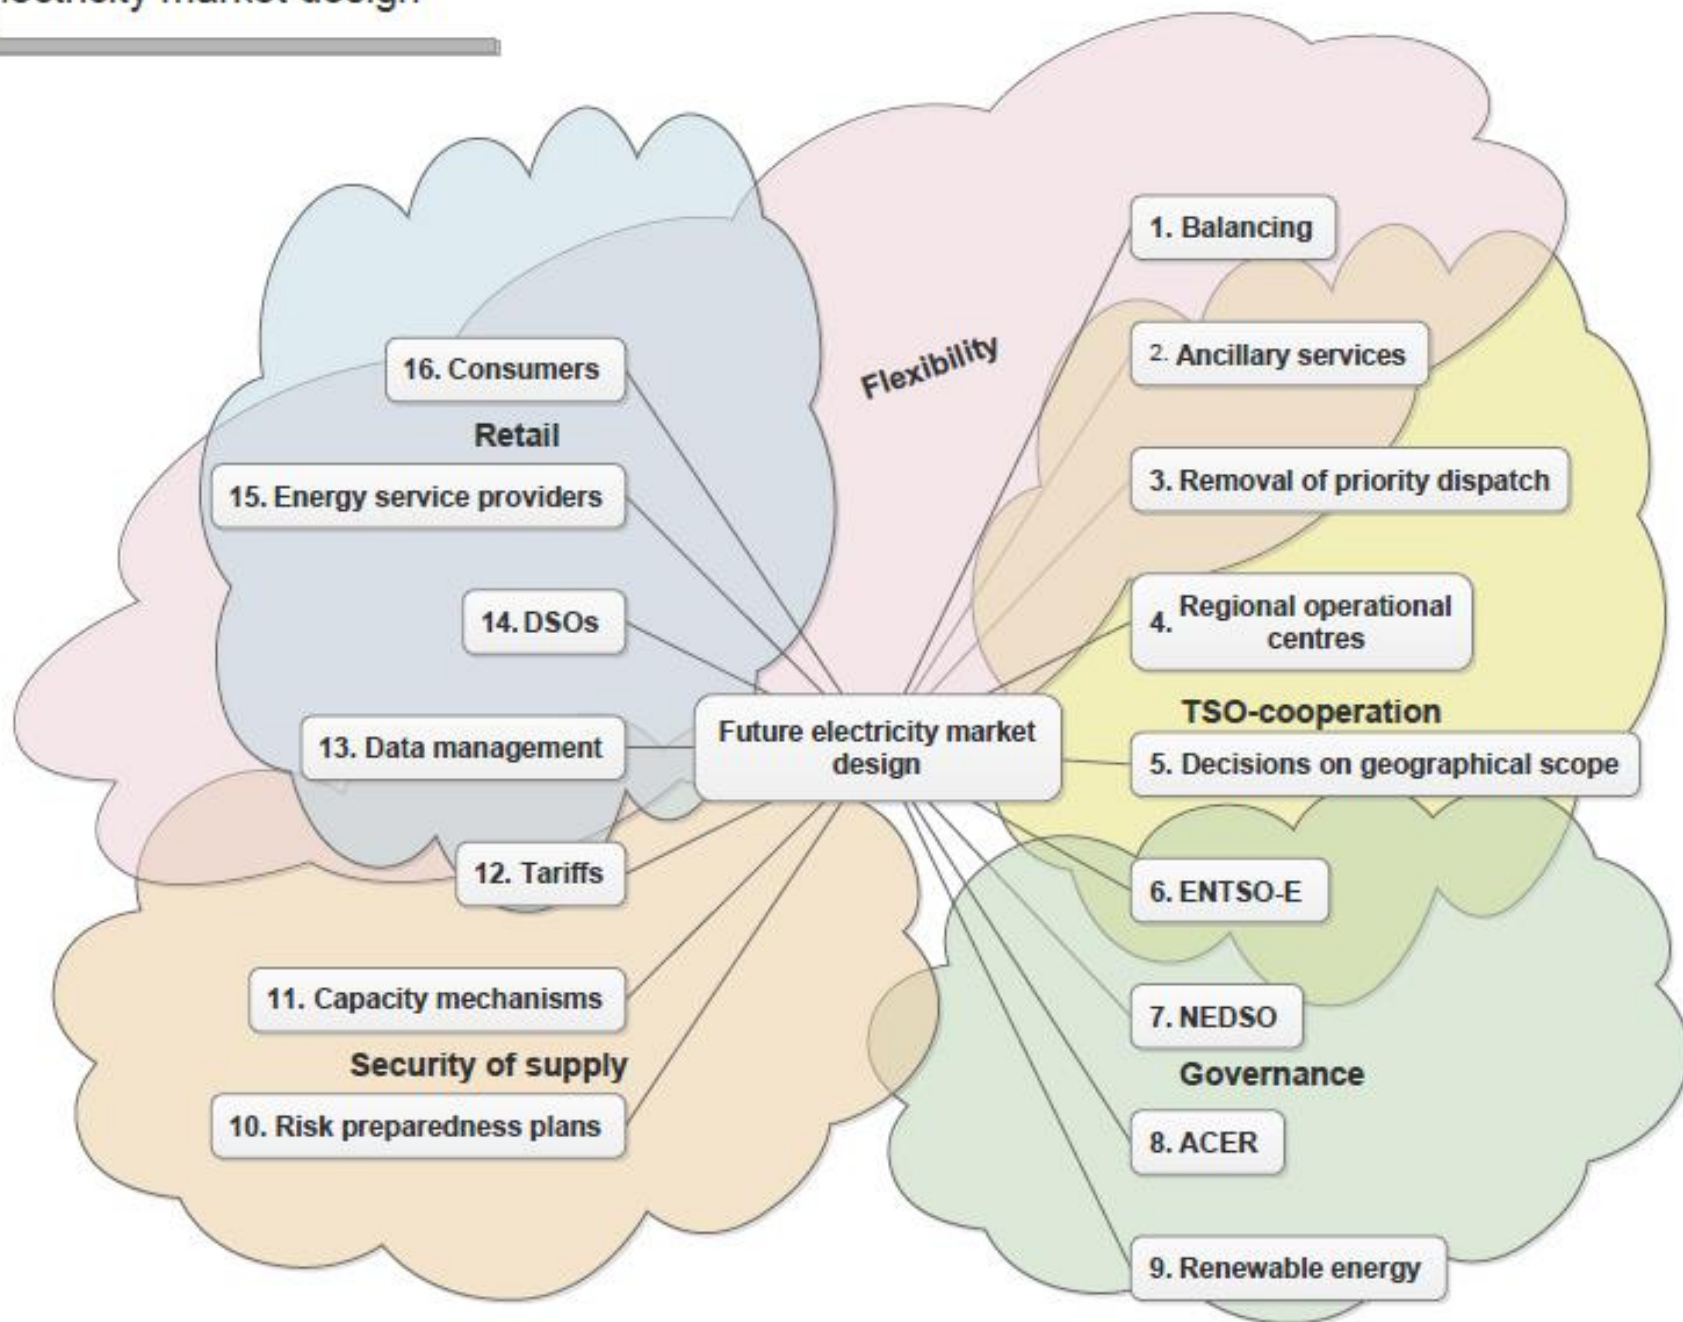 electricity market design
1. Balancing
2. Ancillary services
3. Removal of priority dispatch
4. Regional operational
centres
TSO-cooperation
5. Decisions on geographical scope
6. ENTSO-E
7. NEDSO
Governance
8. ACER
9. Renewable energy
Flexibility
Future electricity market
design
16. Consumers
Retail
15. Energy service providers
14. DSOs
13. Data management
12. Tariffs
11. Capacity mechanisms
Security of supply
10. Risk preparedness plans